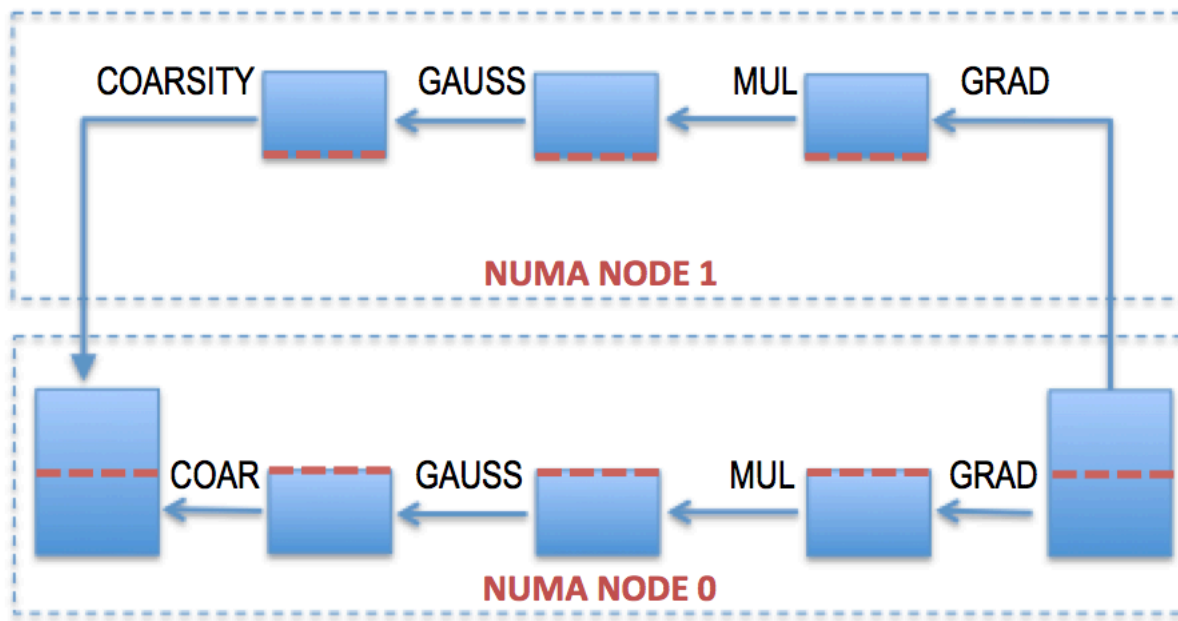 COARSITY GAUSS MUL GRAD
NUMA NODE 1
COAR GAUSS MUL GRAD
NUMA NODE 0